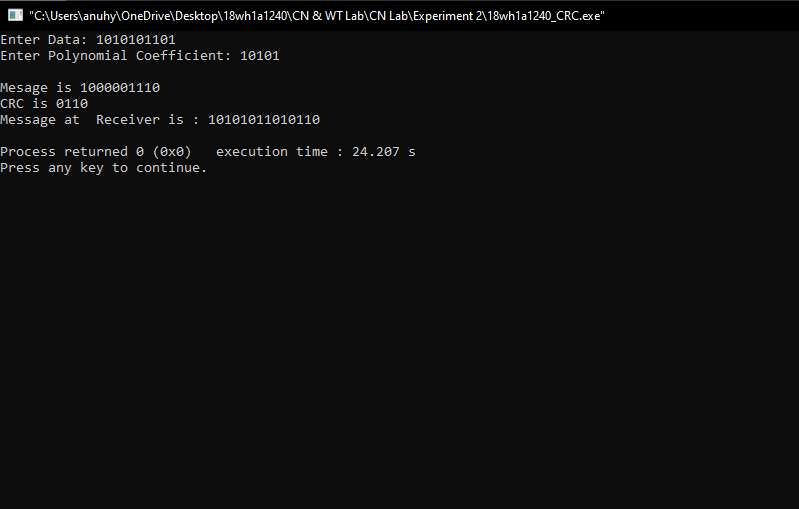 "C:\Users\anuhy\OneDrive\Desktop\18wh1a1240\CN & WT Lab\CN Lab\Experiment 2\18wh1a1240_CRC.exe"
Enter Data: 1010101101
Enter Polynomial Coefficient: 10101
Mesage is 1000001110
CRC is 0110
Message at  Receiver is : 10101011010110
Process returned 0 (0x0)   execution time : 24.207 s
Press any key to continue.